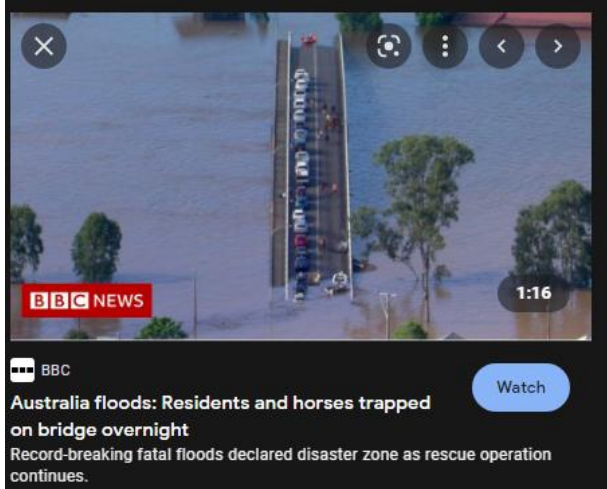 BBC NEWS
1:16
BBC
Watch
Australia floods: Residents and horses trapped
on bridge overnight
Record-breaking fatal floods declared disaster zone as rescue operation
continues.